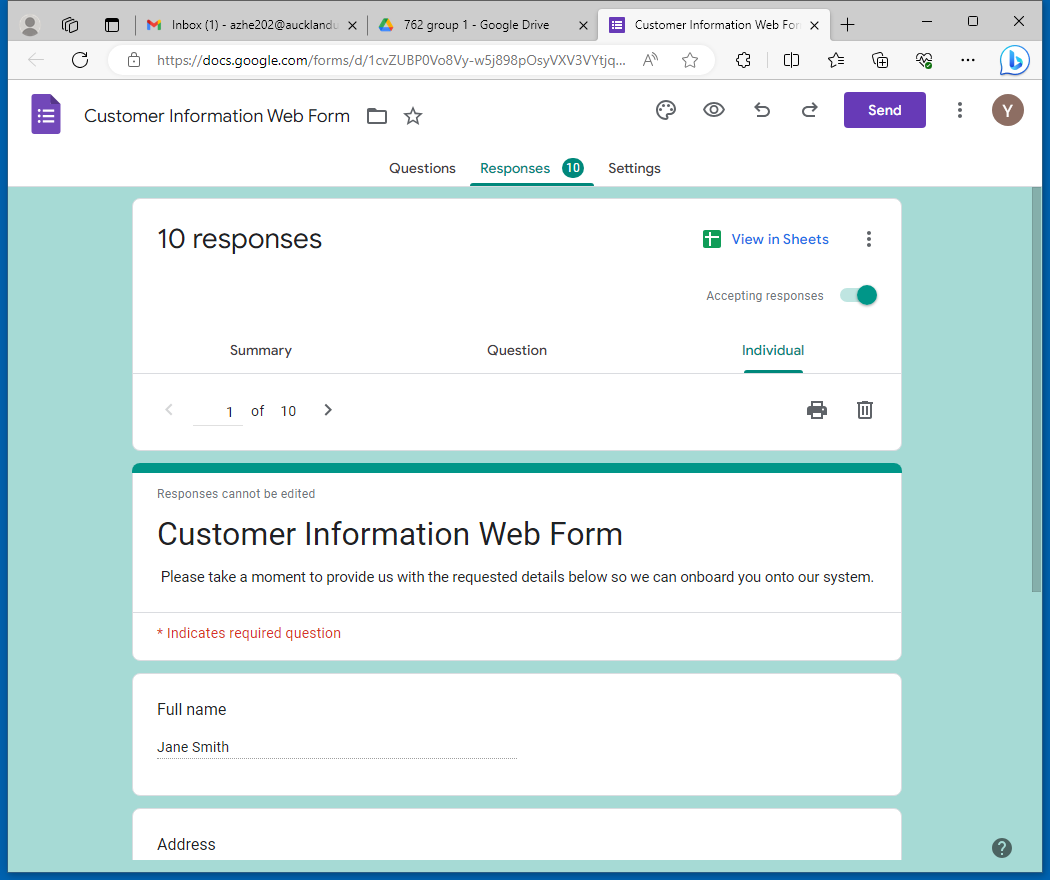 Inbox (1) - azhe202@aucklandu
762 group 1 - Google Drive
Customer Information Web For
https://docs.google.com/forms/d/1cvZUBP0Vo8Vy-w5j898pOsyVXV3VYtjq...
Customer Information Web Form
Send
Y
Questions
Responses 10
Settings
10 responses
View in Sheets
Accepting responses
Summary
Question
Individual
1 of 10
Responses cannot be edited
Customer Information Web Form
Please take a moment to provide us with the requested details below so we can onboard you onto our system.
* Indicates required question
Full name
Jane Smith
Address